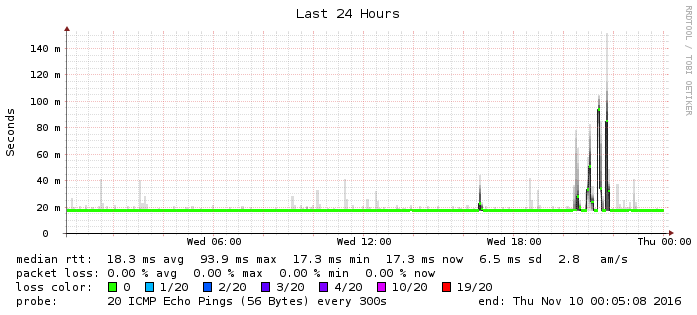 Last 24 Hours
RRDTOOL / TOBI OETIKER
Seconds
140 m
120 m
100 m
80 m
60 m
40 m
20 m
0
Wed 06:00 Wed 12:00 Wed 18:00 Thu 00:00
median rtt: 18.3 ms avg 93.9 ms max 17.3 ms min 17.3 ms now 6.5 ms sd 2.8 am/s
packet loss: 0.00 % avg 0.00 % max 0.00 % min 0.00 % now
loss color: 0 1/20 2/20 3/20 4/20 10/20 19/20
probe: 20 ICMP Echo Pings (56 Bytes) every 300s end: Thu Nov 10 00:05:08 2016